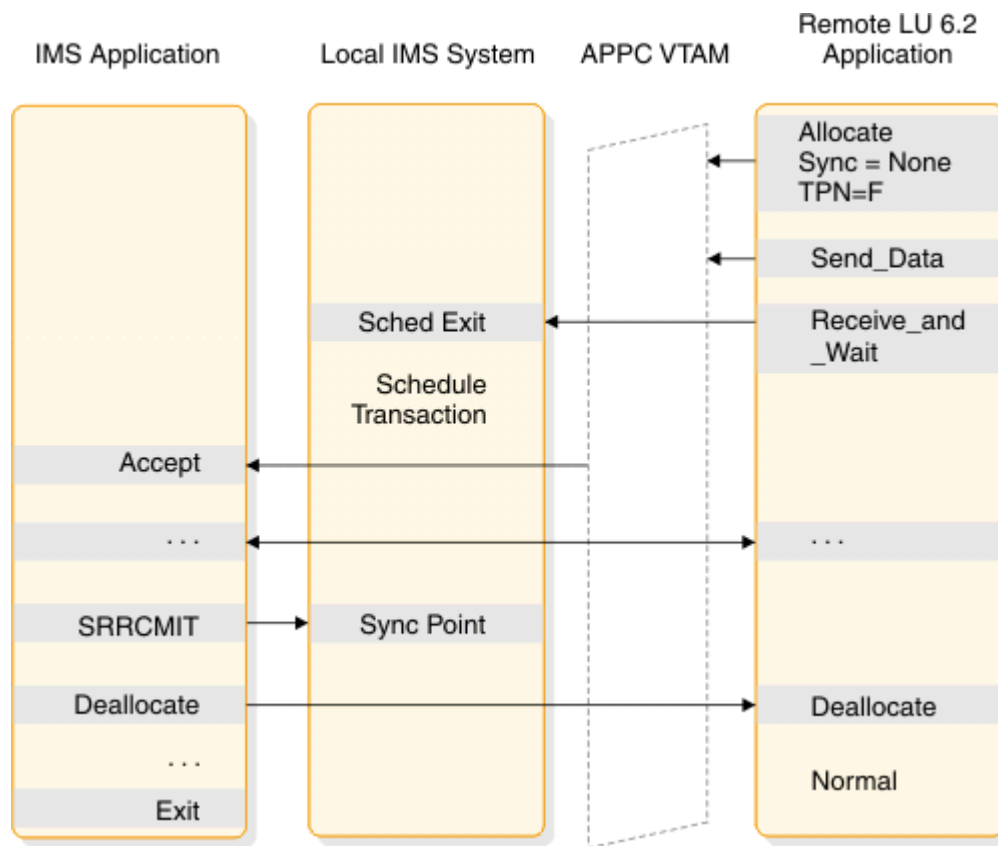 IMS Application
Local IMS System
APPC VTAM
Remote LU 6.2
Application
Allocate
Sync = None
TPN=F
Send_Data
Sched Exit
Receive_and
_Wait
Schedule
Transaction
Accept
. . .
. . .
SRRCMIT
Sync Point
Deallocate
Deallocate
. . .
Normal
Exit